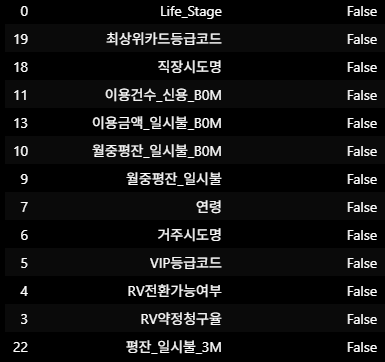 0 Life_Stage False
19 최상위카드등급코드 False
18 직장시도명 False
11 이용건수_신용_B0M False
13 이용금액_일시불_B0M False
10 월중평잔_일시불_B0M False
9 월중평잔_일시불 False
7 연령 False
6 거주시도명 False
5 VIP등급코드 False
4 RV전환가능여부 False
3 RV약정청구율 False
22 평잔_일시불_3M False